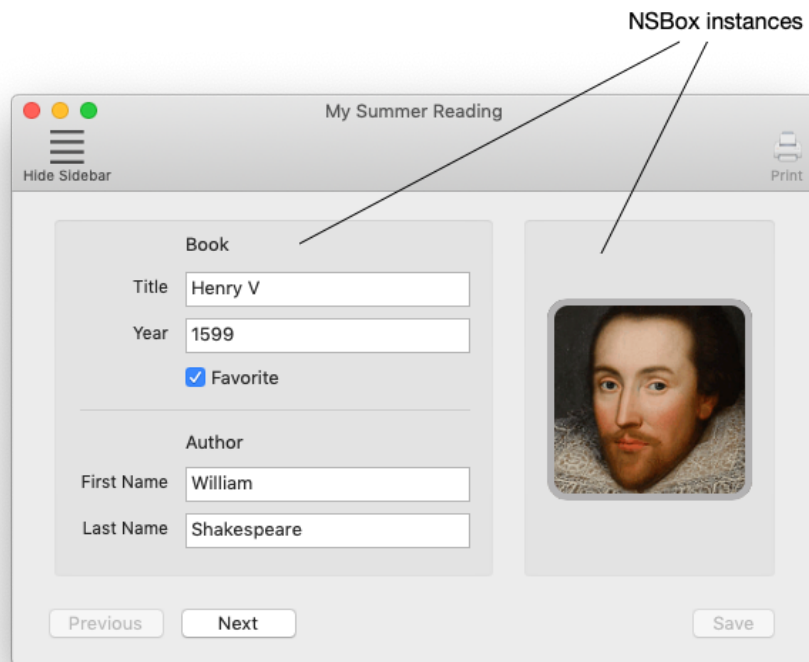 NSBox instances
My Summer Reading
Hide Sidebar
Print
Book
Title Henry V
Year 1599
Favorite
Author
First Name William
Last Name Shakespeare
Previous Next Save